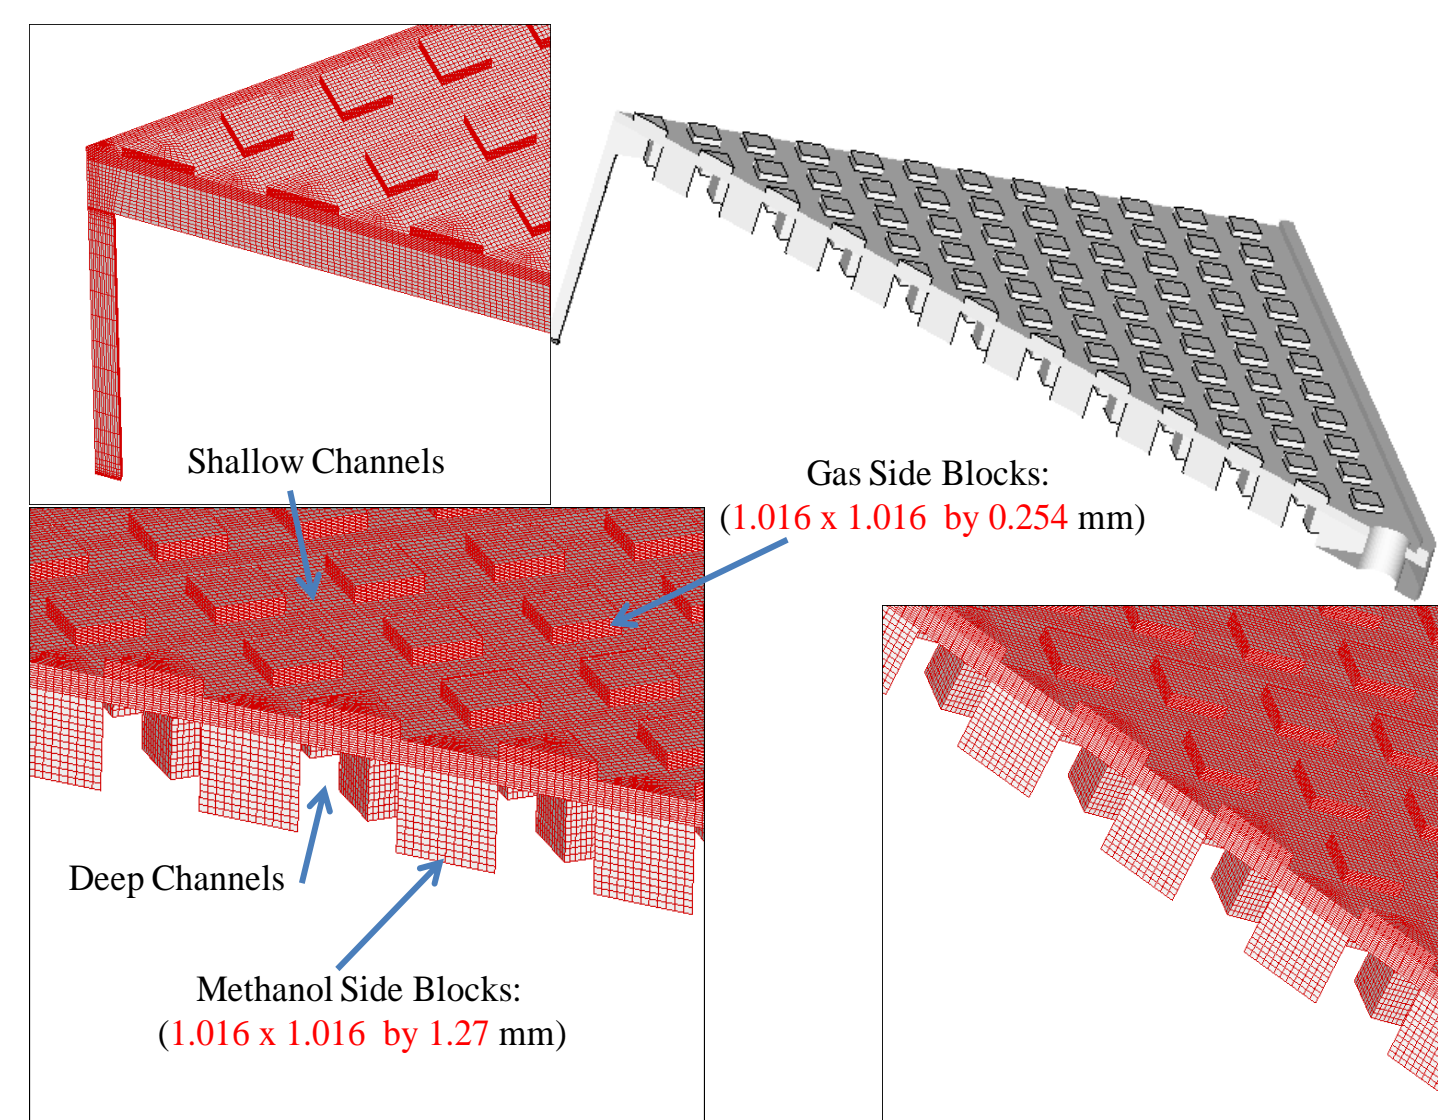 Shallow Channels
Gas Side Blocks:
(1.016 x 1.016 by 0.254 mm)
Deep Channels
Methanol Side Blocks:
(1.016 x 1.016 by 1.27 mm)